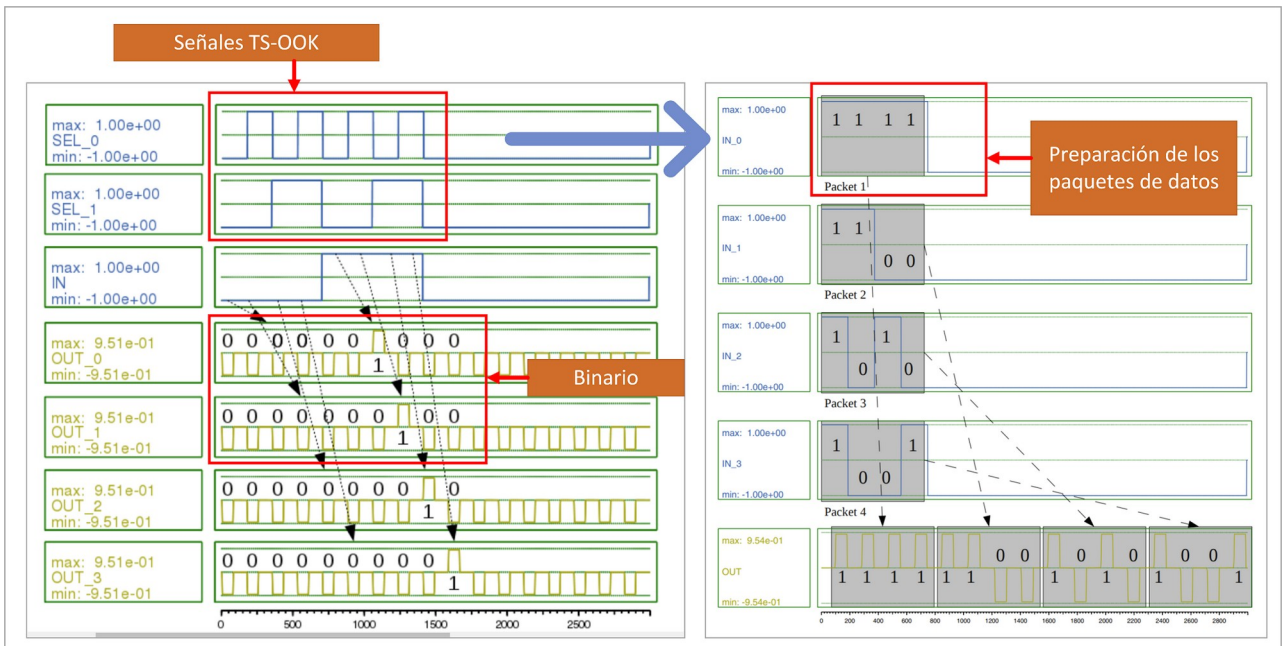 Señales TS-OOK
max: 1.00e+00
SEL_0
min: -1.00e+00
max: 1.00e+00
SEL_1
min: -1.00e+00
max: 1.00e+00
IN
min: -1.00e+00
max: 9.51e-01
OUT_0
min: -9.51e-01
0 0 0 0 0 0 0 0 0
1
Binario
max: 9.51e-01
OUT_1
min: -9.51e-01
0 0 0 0 0 0 0 0 0
1
max: 9.51e-01
OUT_2
min: -9.51e-01
0 0 0 0 0 0 0 0 0
1
max: 9.51e-01
OUT_3
min: -9.51e-01
0 0 0 0 0 0 0 0 0
1
0 500 1000 1500 2000 2500
max: 1.00e+00
IN_0
min: -1.00e+00
1 1 1 1
Packet 1
Preparación de los
paquetes de datos
max: 1.00e+00
IN_1
min: -1.00e+00
1 1
0 0
Packet 2
max: 1.00e+00
IN_2
min: -1.00e+00
1 1
0 0
Packet 3
max: 1.00e+00
IN_3
min: -1.00e+00
1 1
0 0
Packet 4
max: 9.54e-01
OUT
min: -9.54e-01
0 0 0 0 0 0
1 1 1 1 1 1 1 1 1 1
0 200 400 600 800 1000 1200 1400 1600 1800 2000 2200 2400 2600 2800